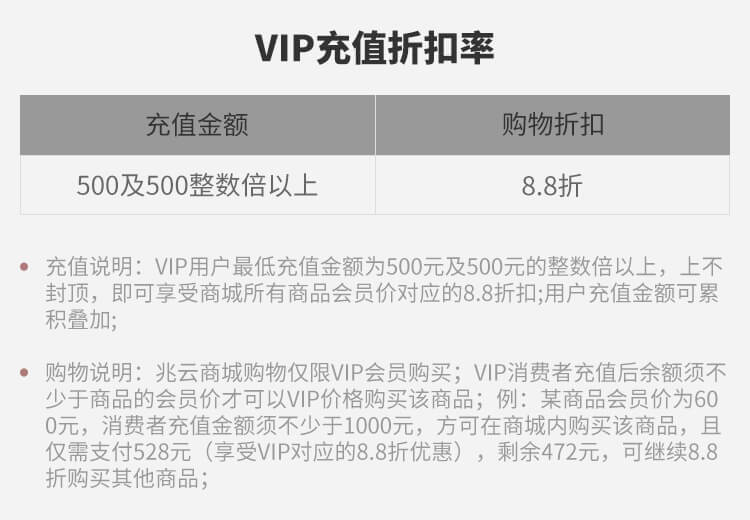 VIP充值折扣率
充值金额
购物折扣
500及500整数倍以上
8.8折
充值说明：VIP用户最低充值金额为500元及500元的整数倍以上，上不
封顶，即可享受商城所有商品会员价对应的8.8折扣;用户充值金额可累
积叠加;
购物说明：兆云商城购物仅限VIP会员购买；VIP消费者充值后余额须不
少于商品的会员价才可以VIP价格购买该商品；例：某商品会员价为60
0元，消费者充值金额须不少于1000元，方可在商城内购买该商品，且
仅需支付528元（享受VIP对应的8.8折优惠），剩余472元，可继续8.8
折购买其他商品；